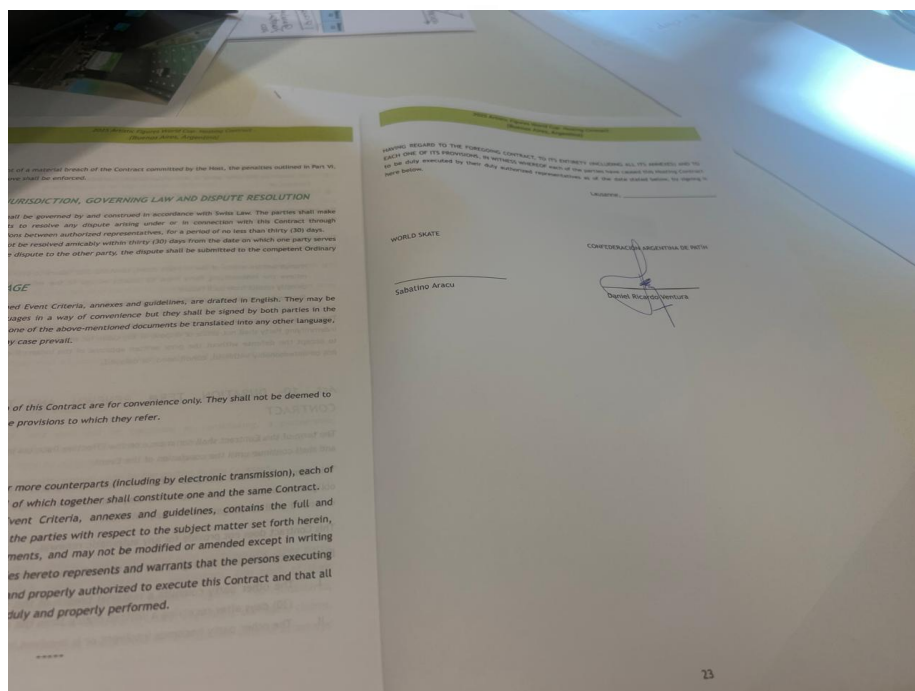 (Buenos Aires, Argentina)
of a material breach of the Contract committed by the Host, the penalties outlined in Part VI,
shall be enforced.
JURISDICTION, GOVERNING LAW AND DISPUTE RESOLUTION
shall be governed by and construed in accordance with Swiss Law. The parties shall make
to resolve any dispute arising under or in connection with this Contract through
between authorized representatives, for a period of no less than thirty (30) days.
be resolved amicably within thirty (30) days from the date on which one party serves
dispute to the other party, the dispute shall be submitted to the competent Ordinary
AGE
Event Criteria, annexes and guidelines, are drafted in English. They may be
in a way of convenience but they shall be signed by both parties in the
one of the above-mentioned documents be translated into any other language,
case prevail.
of this Contract are for convenience only. They shall not be deemed to
provisions to which they refer.
more counterparts (including by electronic transmission), each of
of which together shall constitute one and the same Contract.
Event Criteria, annexes and guidelines, contains the full and
the parties with respect to the subject matter set forth herein,
and may not be modified or amended except in writing
hereto represents and warrants that the persons executing
and properly authorized to execute this Contract and that all
duly and properly performed.
-----
(Buenos Aires, Argentina)
HAVING REGARD TO THE FOREGOING CONTRACT, TO ITS ENTIRETY (INCLUDING ALL ITS ANNEXES) AND TO
EACH ONE OF ITS PROVISIONS, IN WITNESS WHEREOF each of the parties have caused this Hosting Contract
to be duly executed by their duly authorized representatives as of the date stated below, by signing it
here below.
Lausanne,
WORLD SKATE
CONFEDERACIÓN ARGENTINA DE PATÍN
Sabatino Aracu
Daniel Ricardo Ventura
23